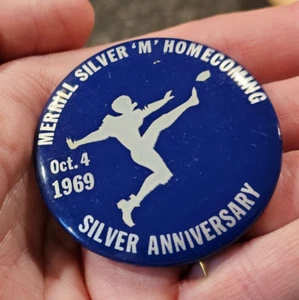 MERRILL SILVER 'M' HOMECOMING
Oct. 4
1969
SILVER ANNIVERSARY